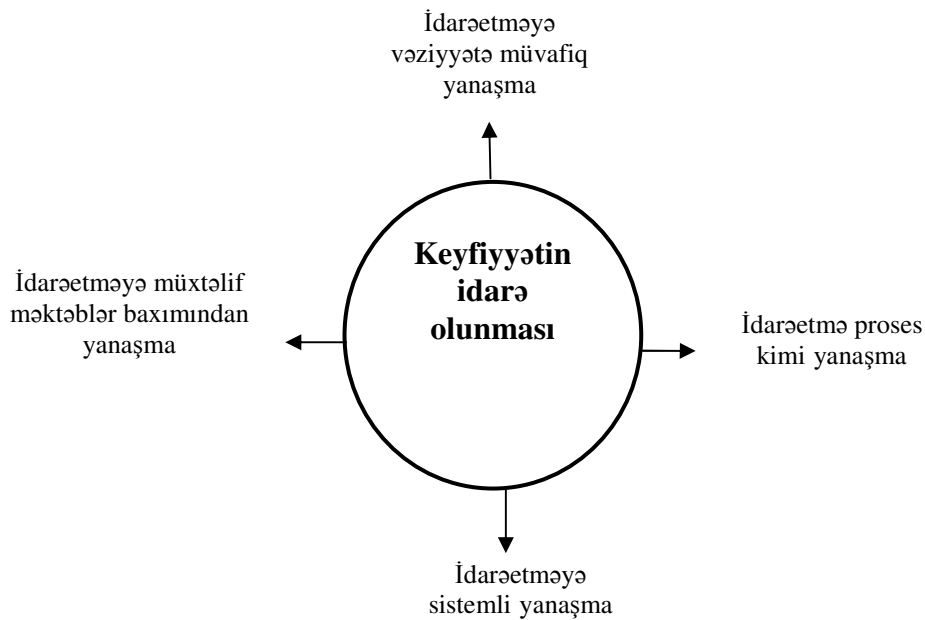 İdarəetməyə
vəziyyətə müvafiq
yanaşma
Keyfiyyətin
idarə
olunması
İdarəetməyə müxtəlif
məktəblər baxımından
yanaşma
İdarəetmə proses
kimi yanaşma
İdarəetməyə
sistemli yanaşma